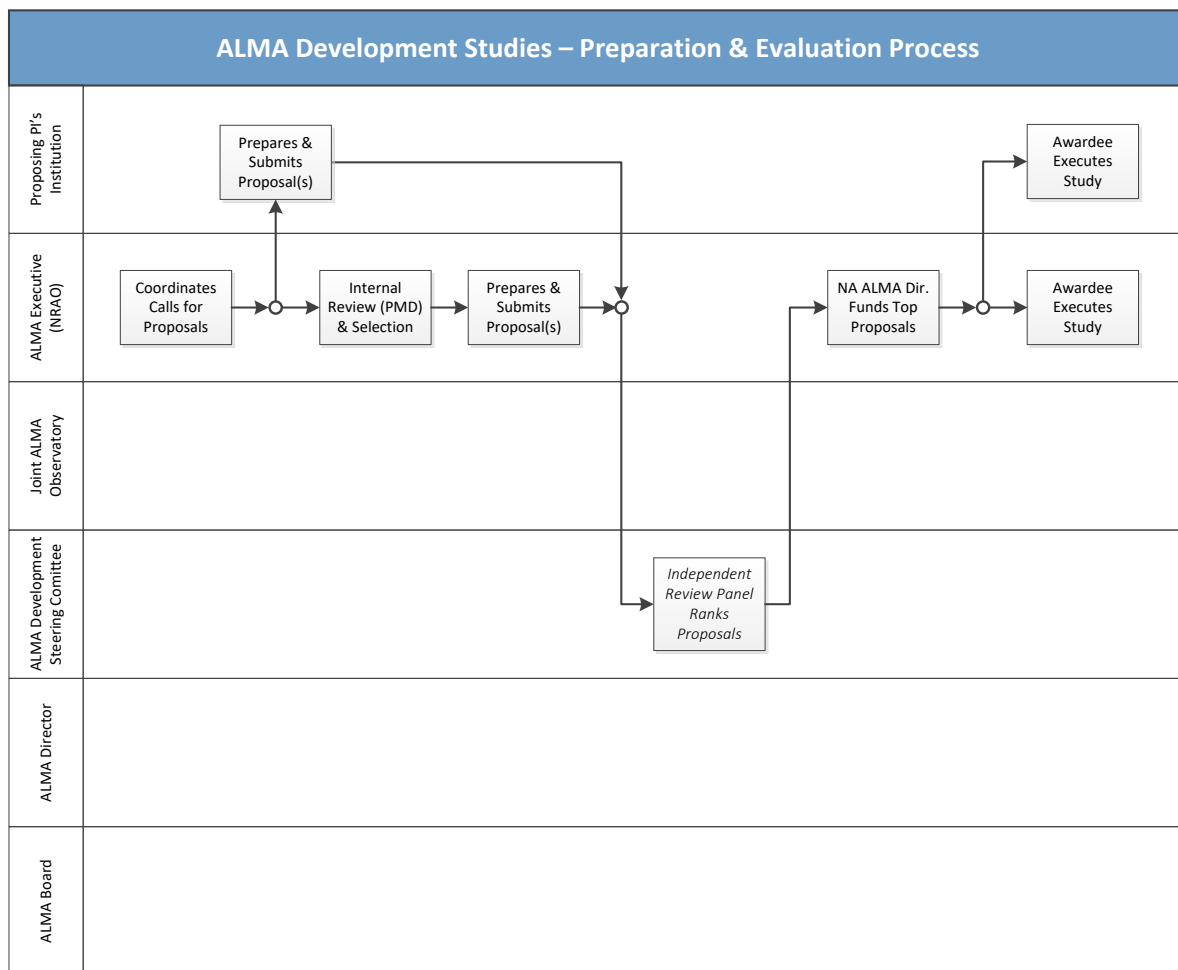 ALMA Development Studies – Preparation & Evaluation Process
Proposing PI's
Institution
Prepares &
Submits
Proposal(s)
Awardee
Executes
Study
ALMA Executive
(NRAO)
Coordinates
Calls for
Proposals
Internal
Review (PMD)
& Selection
Prepares &
Submits
Proposal(s)
NA ALMA Dir.
Funds Top
Proposals
Awardee
Executes
Study
Joint ALMA
Observatory
ALMA Development
Steering Comittee
Independent
Review Panel
Ranks
Proposals
ALMA Director
ALMA Board